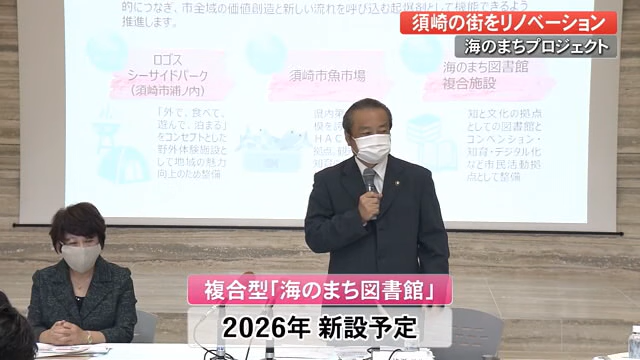 的につなぎ、市全域の価値創造と新しい流れを呼び込む起爆剤として機能できるよう
推進します。
須崎の街をリノベーション
海のまちプロジェクト
ロゴス
シーサイドパーク
(須崎市浦ノ内)
須崎市魚市場
海のまち図書館
複合施設
「外で、食べて、
遊んで、泊まる」
をコンセプトとした
野外体験施設と
して地域の魅力
向上のため整備
県内
模を
HAC
拠点
知育
知と文化の拠点
としての図書館と
コンベンション・
知育・デジタル化
など市民活動拠
点として整備
複合型「海のまち図書館」
2026年 新設予定